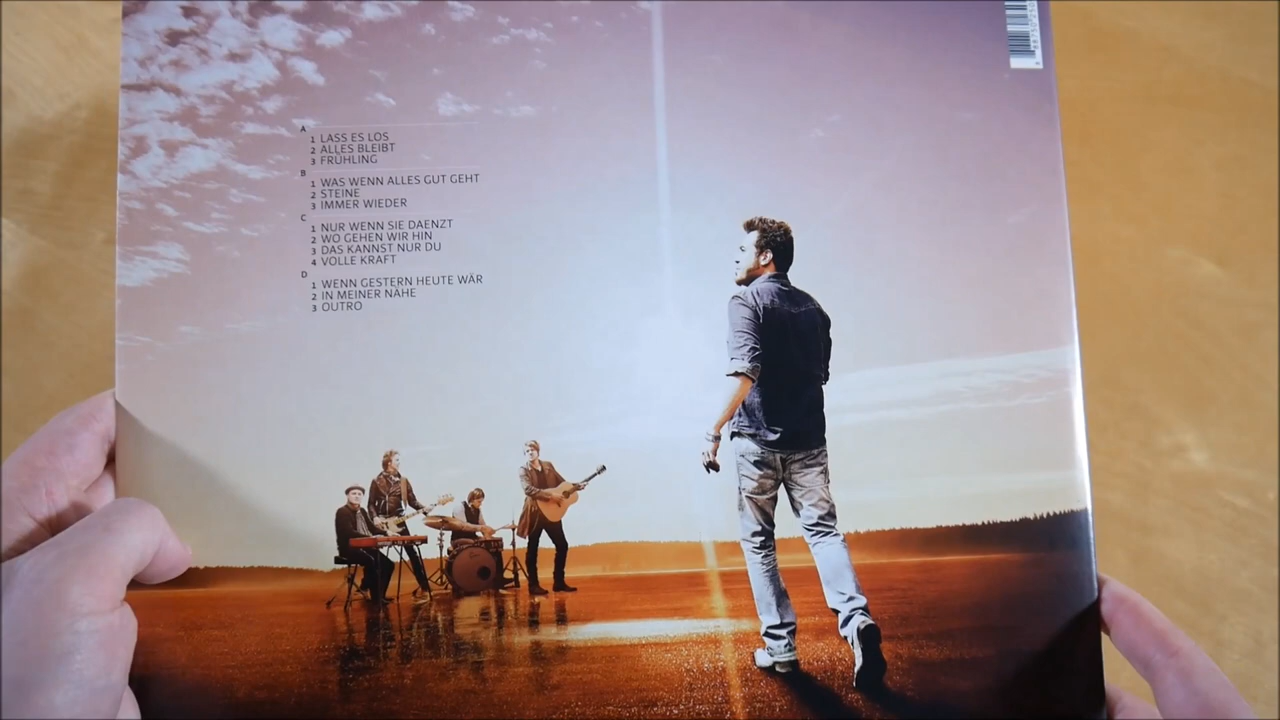 A
1 LASS ES LOS
2 ALLES BLEIBT
3 FRÜHLING
B
1 WAS WENN ALLES GUT GEHT
2 STEINE
3 IMMER WIEDER
C
1 NUR WENN SIE DAENZT
2 WO GEHEN WIR HIN
3 DAS KANNST NUR DU
4 VOLLE KRAFT
D
1 WENN GESTERN HEUTE WÄR
2 IN MEINER NÄHE
3 OUTRO